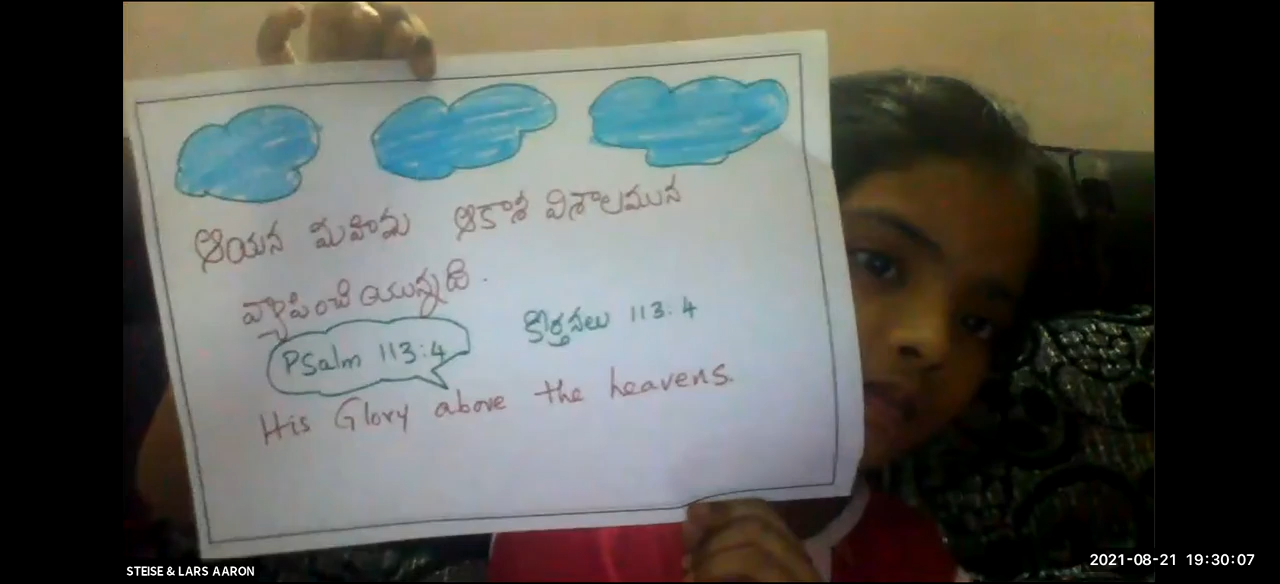 ఆయన మహిమ ఆకాశ విశాలమున
వ్యాపించి యున్నది.
కీర్తనలు 113:4
Psalm 113:4
His Glory above the heavens.
STEISE & LARS AARON
2021-08-21 19:30:07